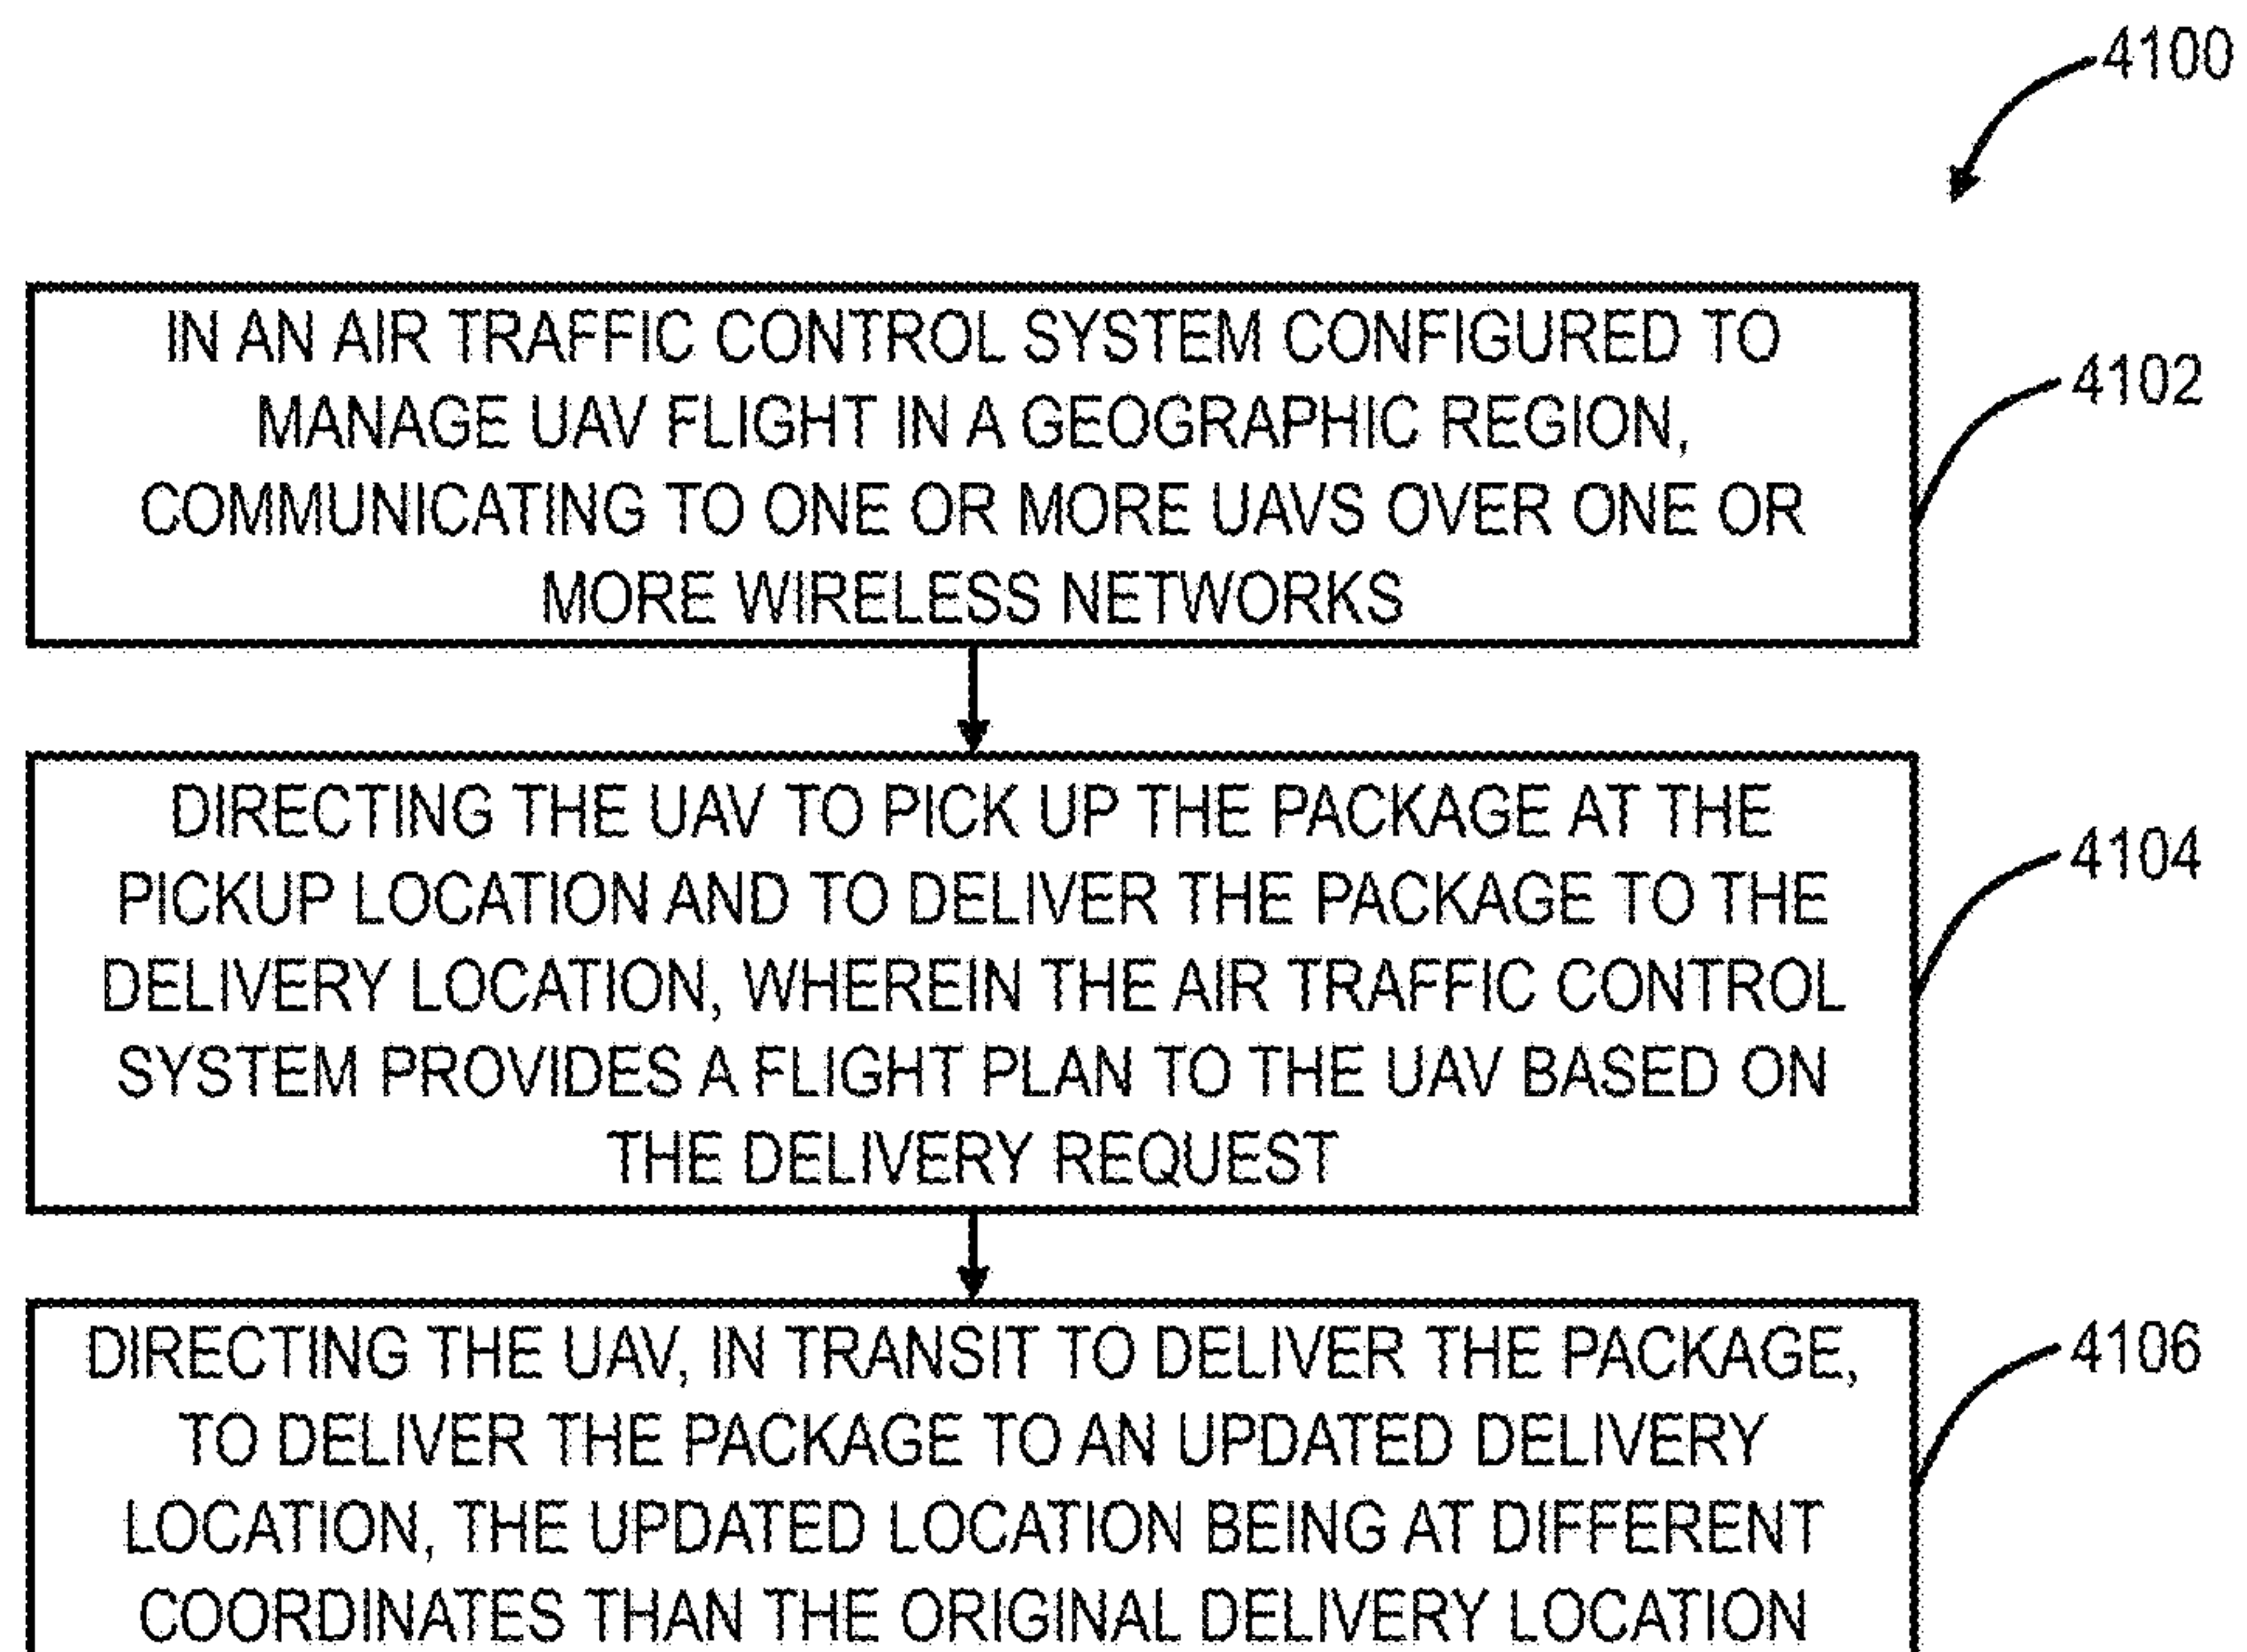 4100
IN AN AIR TRAFFIC CONTROL SYSTEM CONFIGURED TO
MANAGE UAV FLIGHT IN A GEOGRAPHIC REGION,
COMMUNICATING TO ONE OR MORE UAVS OVER ONE OR
MORE WIRELESS NETWORKS
4102
DIRECTING THE UAV TO PICK UP THE PACKAGE AT THE
PICKUP LOCATION AND TO DELIVER THE PACKAGE TO THE
DELIVERY LOCATION, WHEREIN THE AIR TRAFFIC CONTROL
SYSTEM PROVIDES A FLIGHT PLAN TO THE UAV BASED ON
THE DELIVERY REQUEST
4104
DIRECTING THE UAV, IN TRANSIT TO DELIVER THE PACKAGE,
TO DELIVER THE PACKAGE TO AN UPDATED DELIVERY
LOCATION, THE UPDATED LOCATION BEING AT DIFFERENT
COORDINATES THAN THE ORIGINAL DELIVERY LOCATION
4106